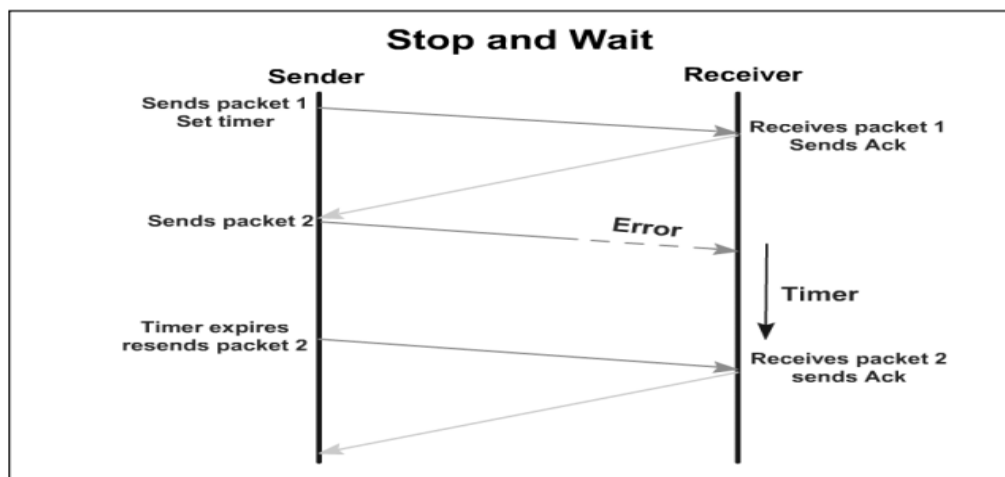 Stop and Wait
Sender
Receiver
Sends packet 1
Set timer
Receives packet 1
Sends Ack
Sends packet 2
Error
Timer
Timer expires
resends packet 2
Receives packet 2
sends Ack